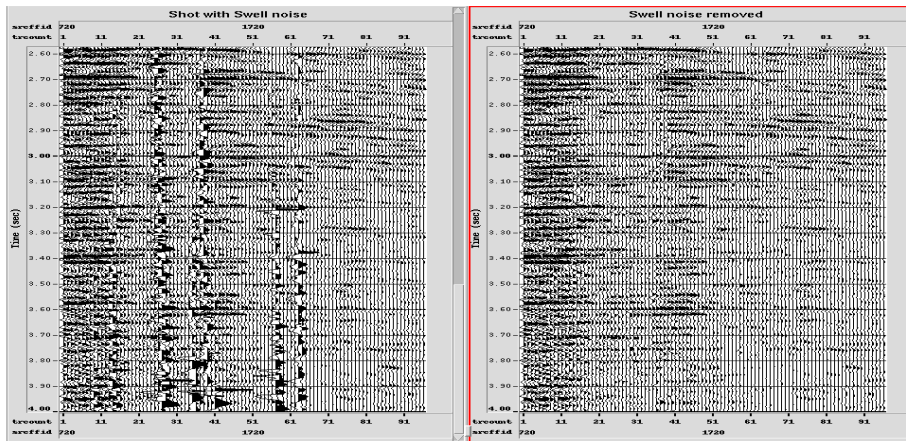 Shot with Swell noise
sreffid 720 1720
trcount 1 11 21 31 41 51 61 71 81 91
2.60
2.70
2.80
2.90
3.00
3.10
3.20
3.30
3.40
3.50
3.60
3.70
3.80
3.90
4.00
Time (sec)
trcount 1 11 21 31 41 51 61 71 81 91
sreffid 720 1720
Swell noise removed
sreffid 720 1720
trcount 1 11 21 31 41 51 61 71 81 91
2.60
2.70
2.80
2.90
3.00
3.10
3.20
3.30
3.40
3.50
3.60
3.70
3.80
3.90
4.00
Time (sec)
trcount 1 11 21 31 41 51 61 71 81 91
sreffid 720 1720